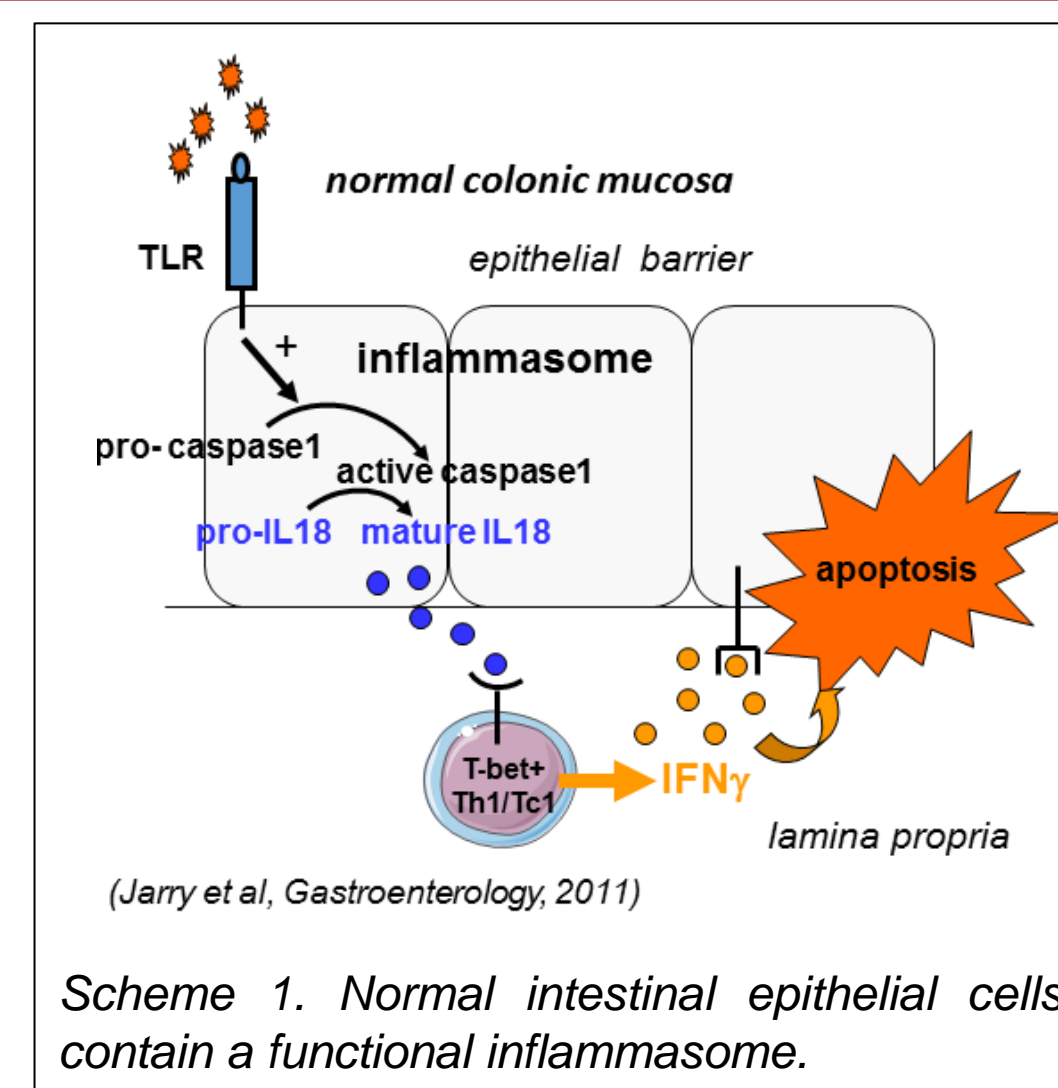 normal colonic mucosa
TLR
epithelial barrier
+
inflammasome
pro-caspase1
active caspase1
pro-IL18 mature IL18
apoptosis
T-bet+
Th1/Tc1
IFNγ
lamina propria
(Jarry et al, Gastroenterology, 2011)
Scheme 1. Normal intestinal epithelial cells
contain a functional inflammasome.